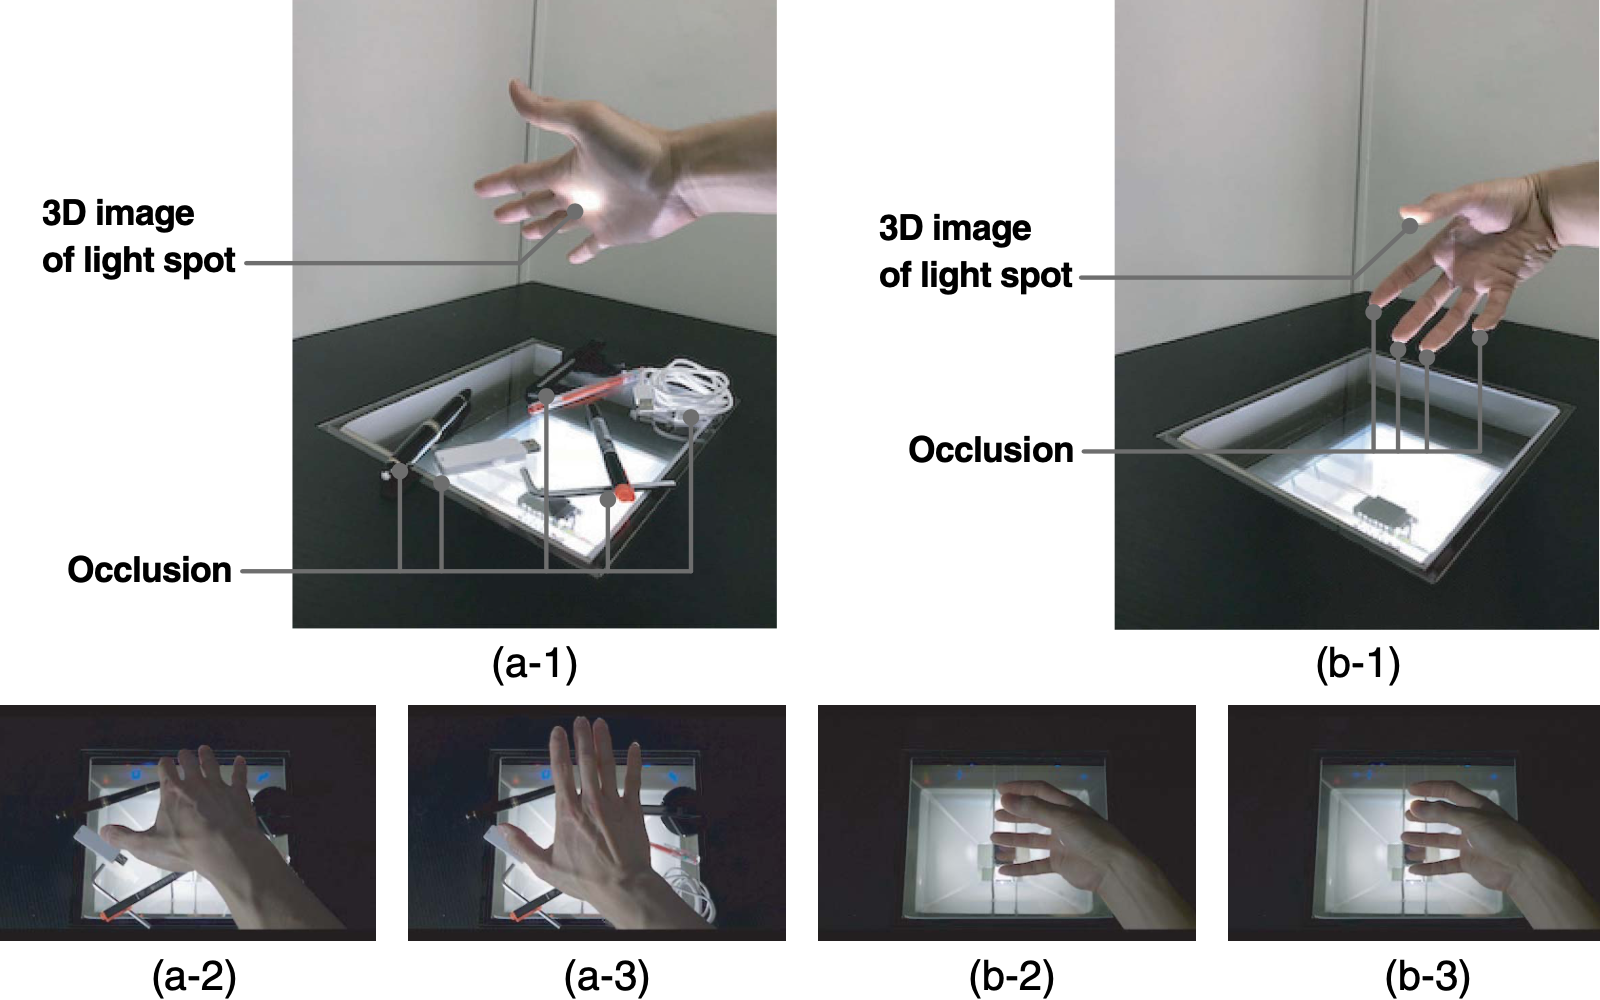 3D image
of light spot
Occlusion
(a-1)
3D image
of light spot
Occlusion
(b-1)
(a-2)
(a-3)
(b-2)
(b-3)